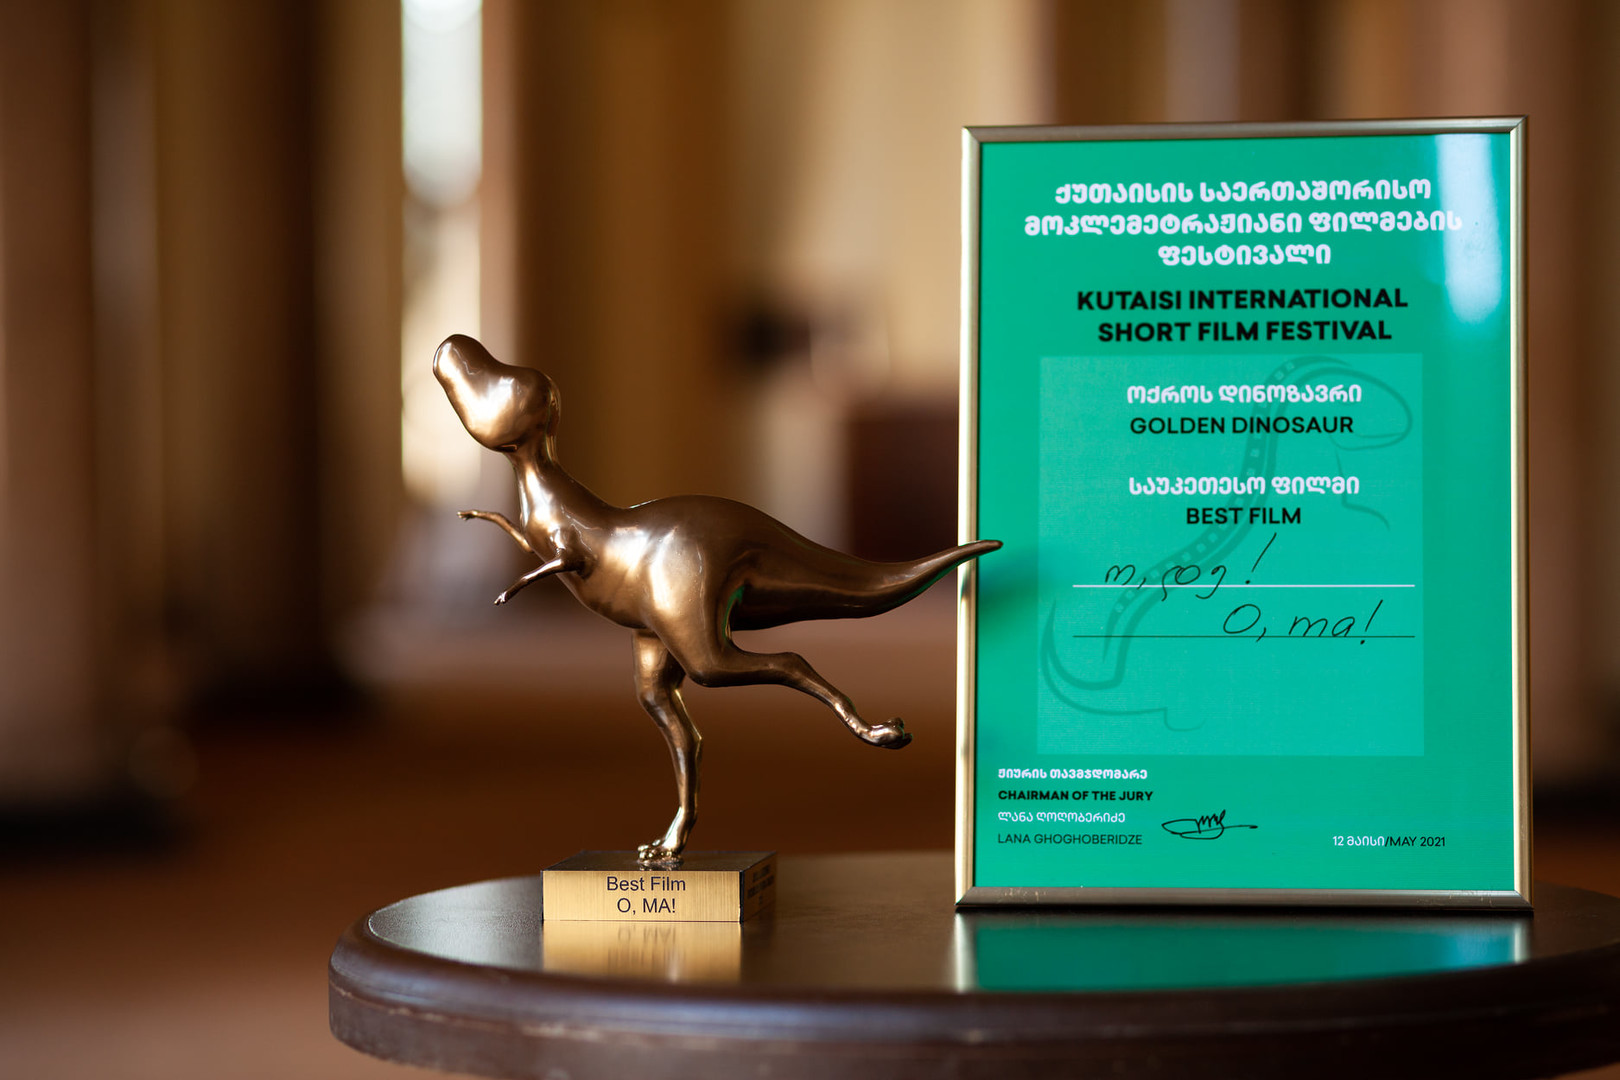 Best Film
O, MA!
ქუთაისის საერთაშორისო
მოკლემეტრაჟიანი ფილმების
ფესტივალი
KUTAISI INTERNATIONAL
SHORT FILM FESTIVAL
ოქროს დინოზავრი
GOLDEN DINOSAUR
საუკეთესო ფილმი
BEST FILM
ო, დედ!
O, ma!
ჟიურის თავმჯდომარე
CHAIRMAN OF THE JURY
ლანა ღოღობერიძე
LANA GHOGHOBERIDZE
12 მაისი/MAY 2021